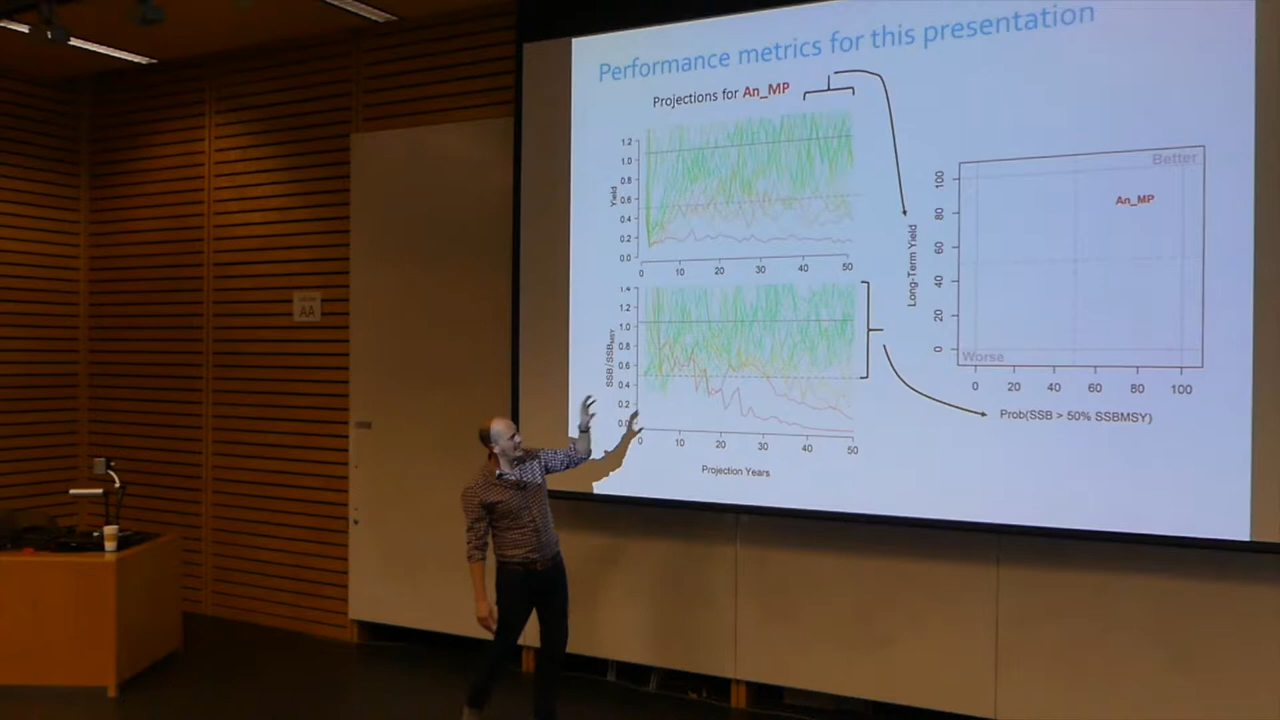 Performance metrics for this presentation
Projections for An_MP
Yield
1.2
1.0
0.8
0.6
0.4
0.2
0.0
0 10 20 30 40 50
SSB/SSBMSY
1.4
1.2
1.0
0.8
0.6
0.4
0.2
0.0
0 10 20 30 40 50
Projection Years
Better
An_MP
Long-Term Yield
100
80
60
40
20
0
Worse
0 20 40 60 80 100
Prob(SSB > 50% SSBMSY)
AA